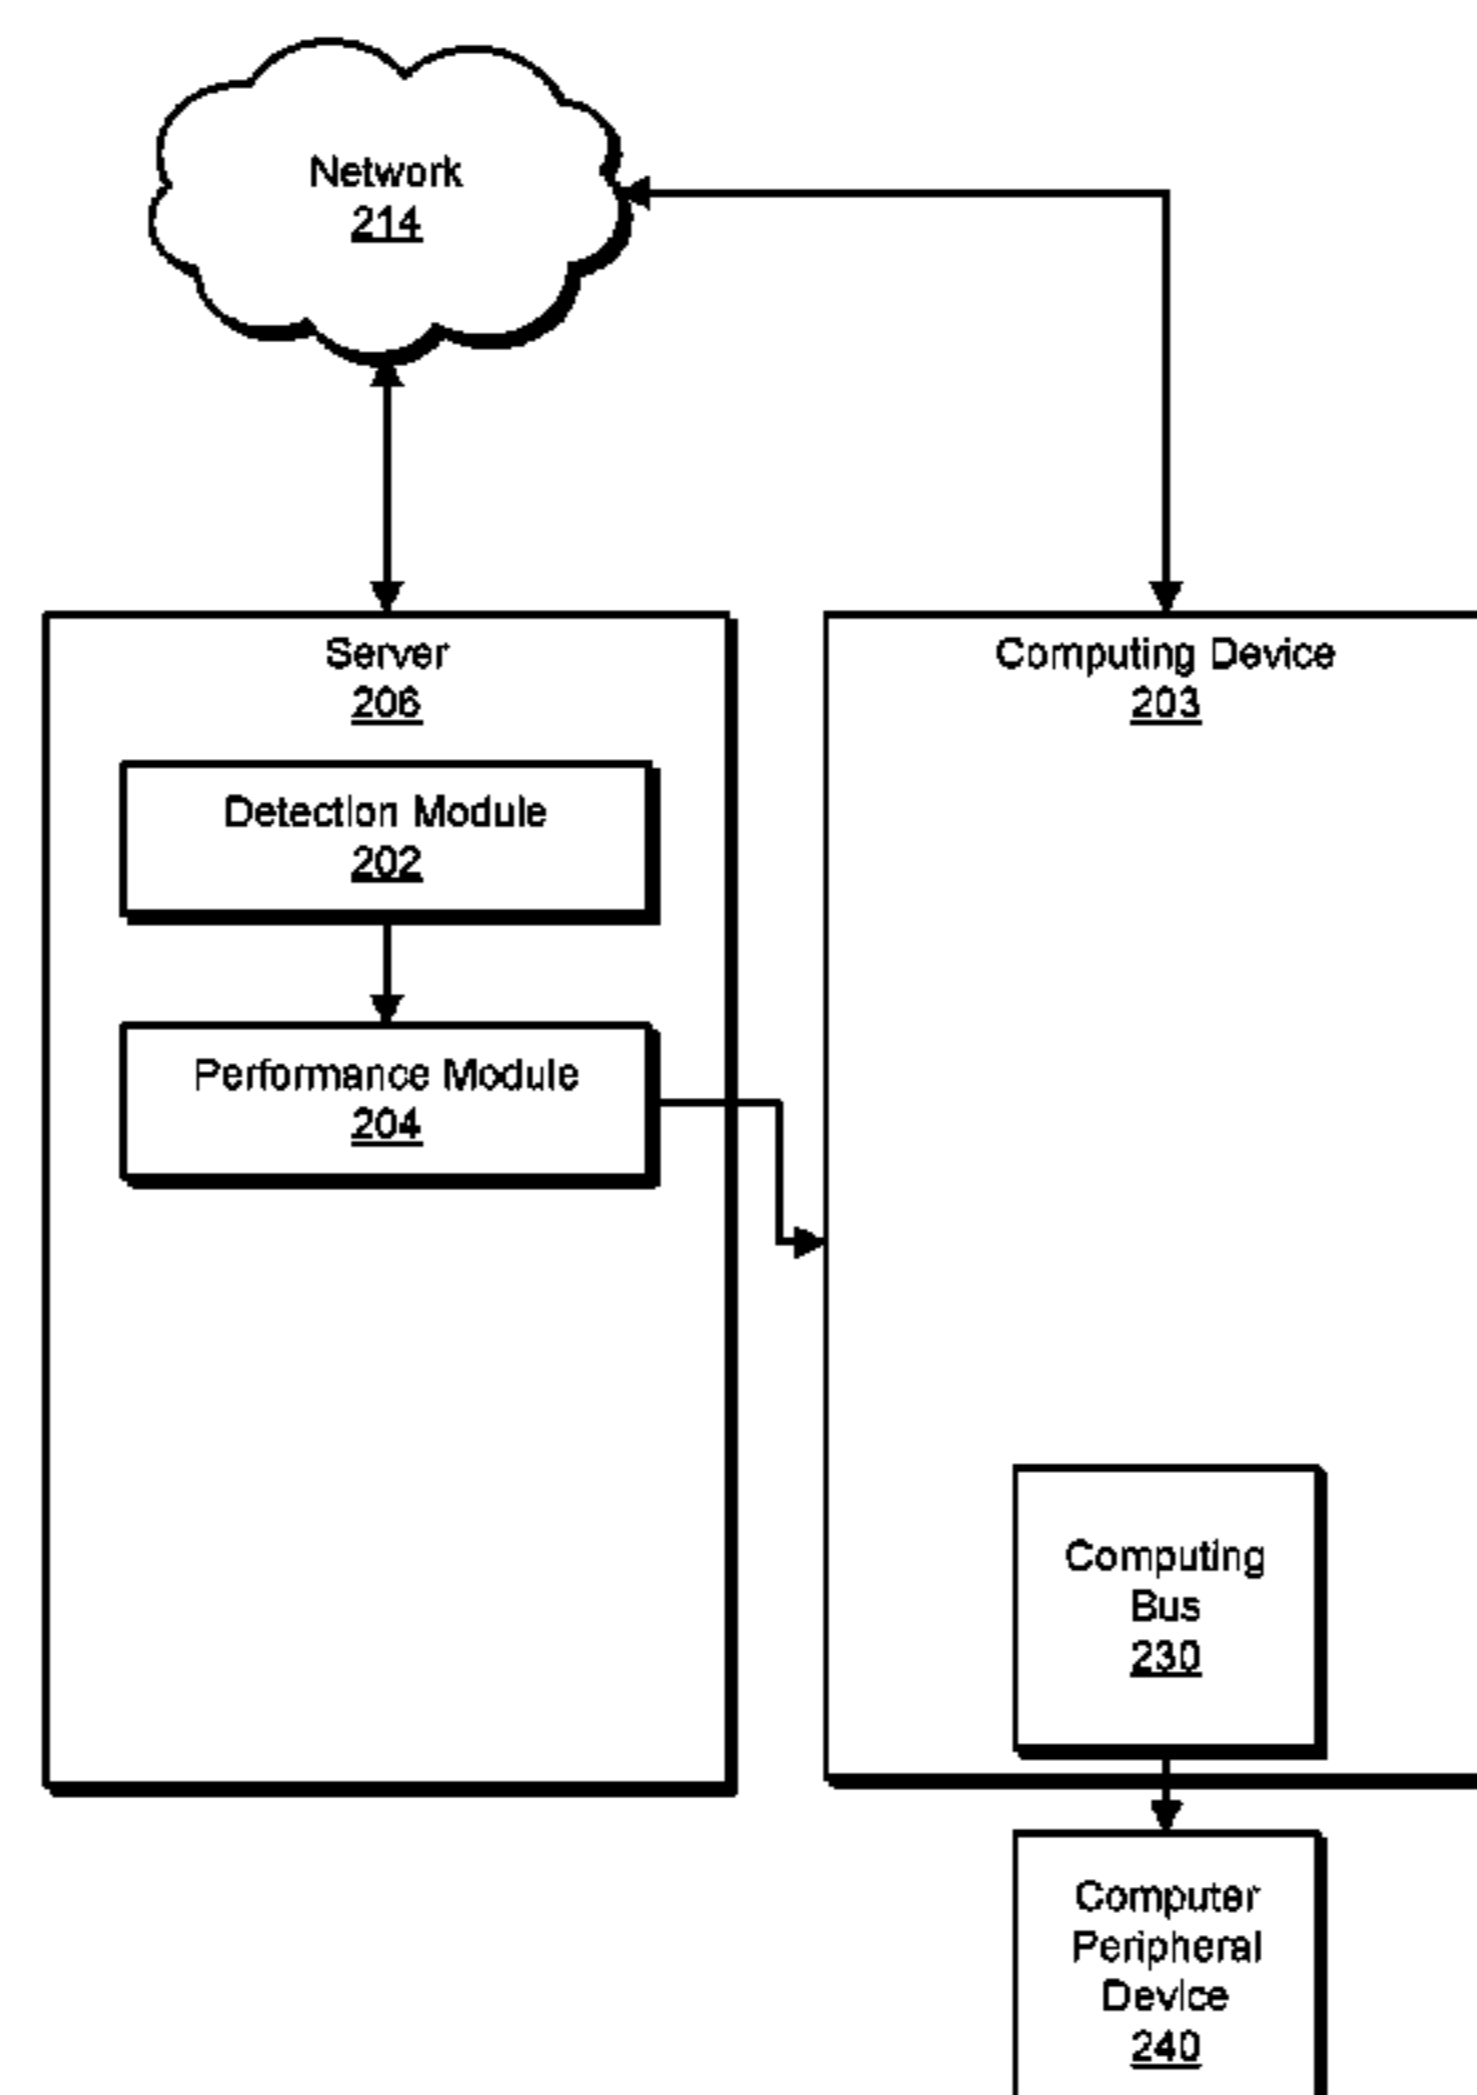 Network
214
Server
206
Detection Module
202
Performance Module
204
Computing Device
203
Computing
Bus
230
Computer
Peripheral
Device
240